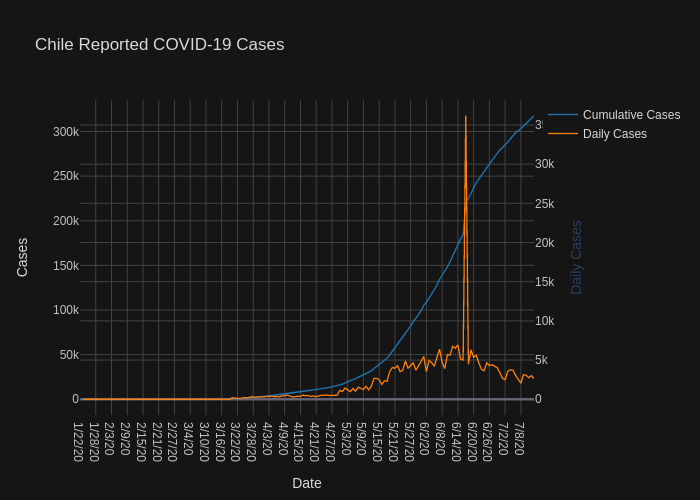 Chile Reported COVID-19 Cases
Cumulative Cases
Daily Cases
300k
250k
200k
150k
100k
50k
0
Cases
35
30k
25k
20k
15k
10k
5k
0
Daily Cases
1/22/20
1/28/20
2/3/20
2/9/20
2/15/20
2/21/20
2/27/20
3/4/20
3/10/20
3/16/20
3/22/20
3/28/20
4/3/20
4/9/20
4/15/20
4/21/20
4/27/20
5/3/20
5/9/20
5/15/20
5/21/20
5/27/20
6/2/20
6/8/20
6/14/20
6/20/20
6/26/20
7/2/20
7/8/20
Date